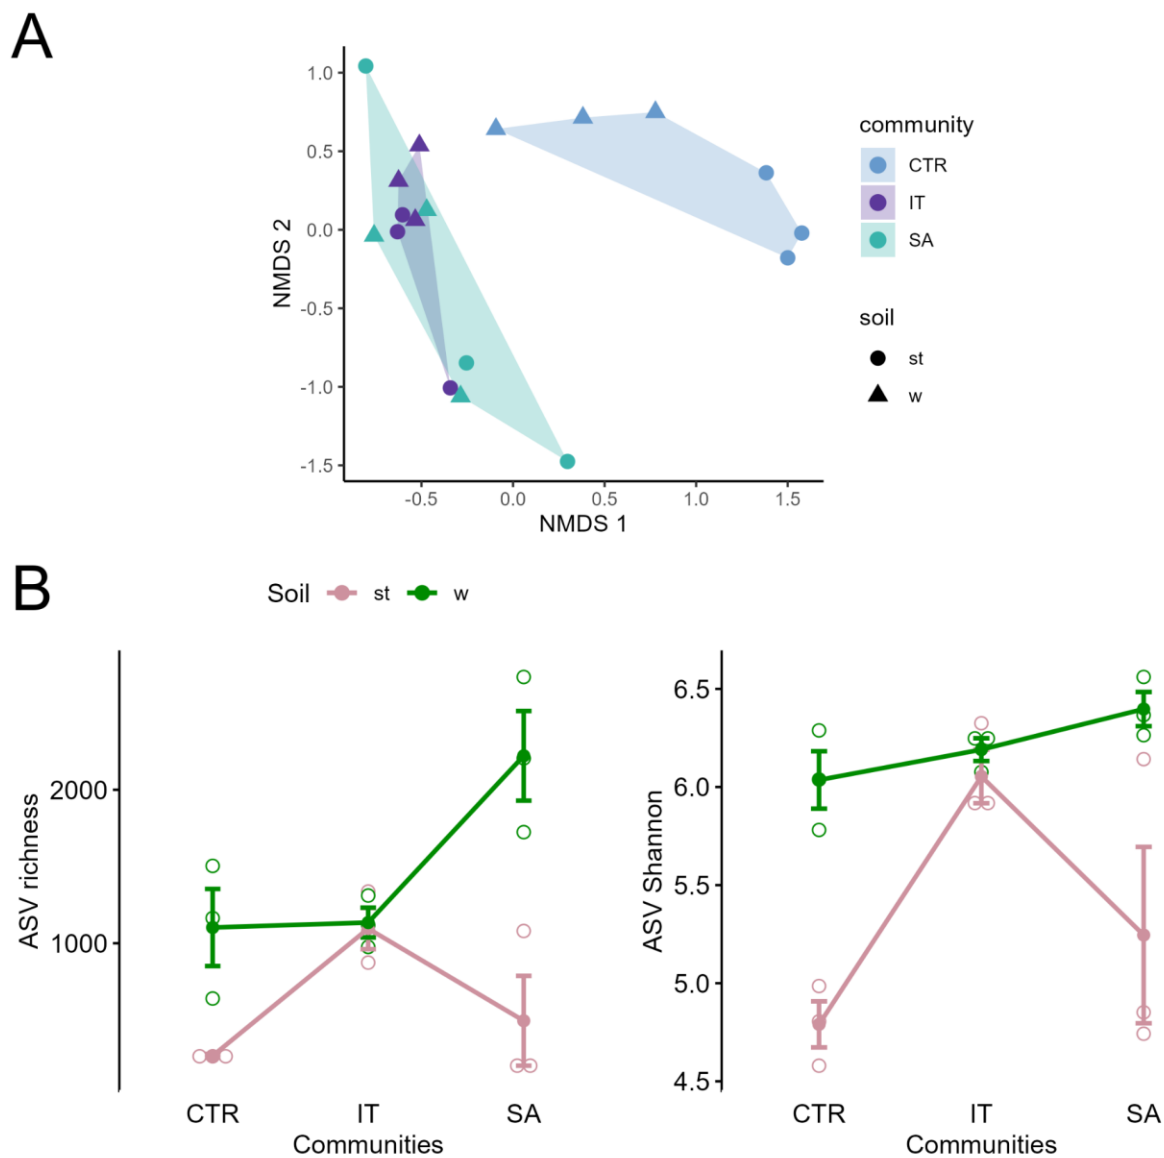 A
1.0
0.5
0.0
-0.5
-1.0
-1.5
NMDS 2
-0.5 0.0 0.5 1.0 1.5
NMDS 1
community
CTR
IT
SA
soil
st
w
B
Soil st w
2000
1000
ASV richness
CTR IT SA
Communities
6.5
6.0
5.5
5.0
4.5
ASV Shannon
CTR IT SA
Communities